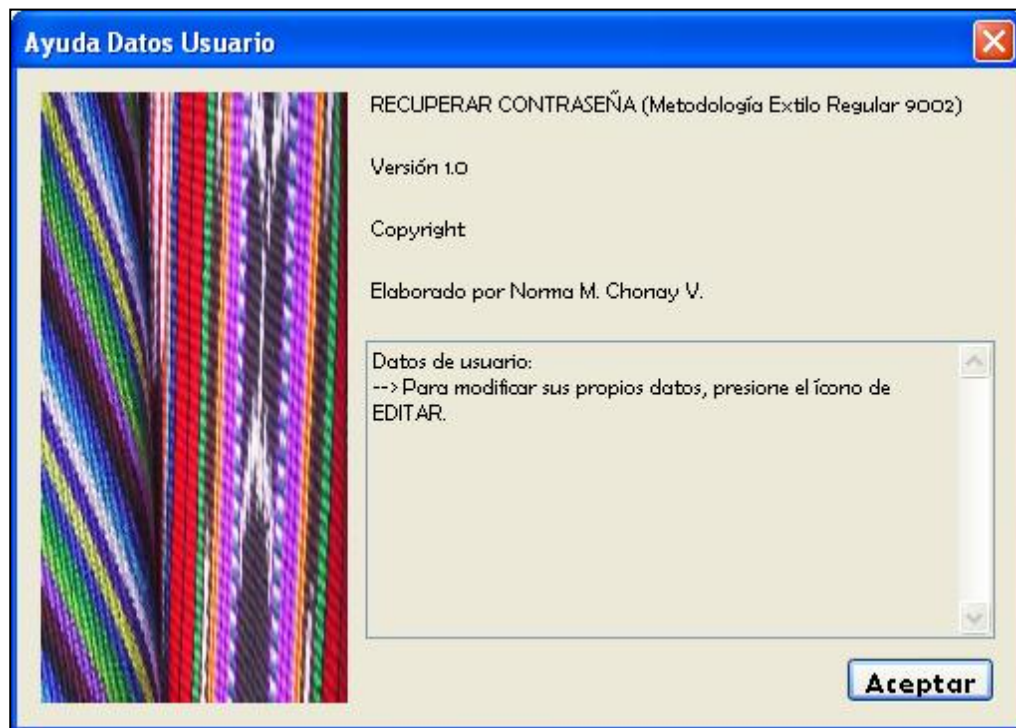 Ayuda Datos Usuario
RECUPERAR CONTRASEÑA (Metodología Extilo Regular 9002)
Versión 1.0
Copyright
Elaborado por Norma M. Chonay V.
Datos de usuario:
--> Para modificar sus propios datos, presione el ícono de
EDITAR.
Aceptar